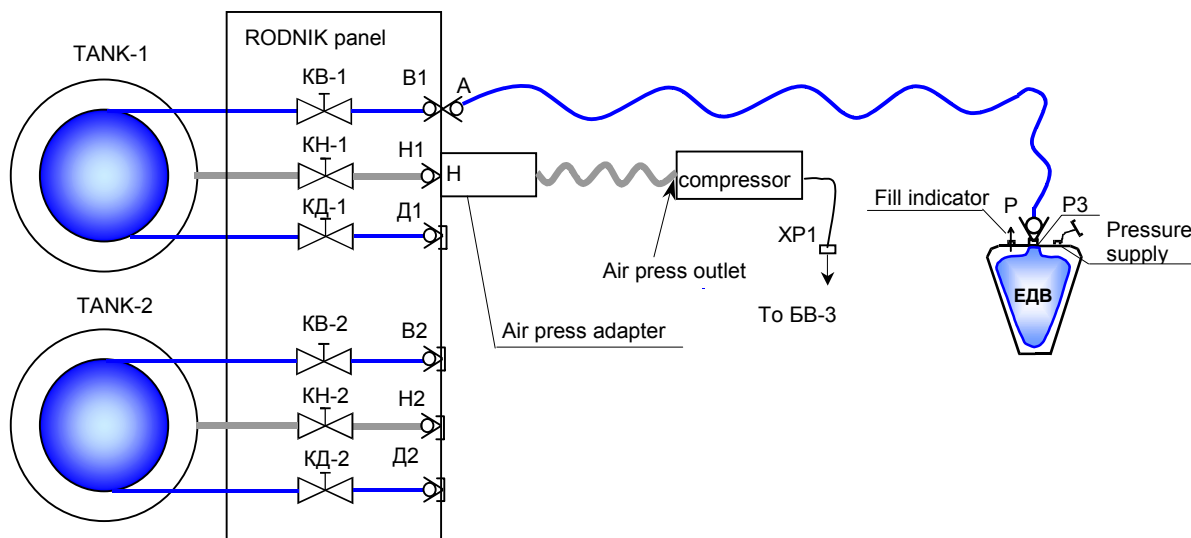 RODNIK panel
TANK-1
КВ-1
В1
А
КН-1
Н1
Н
compressor
КД-1
Д1
Fill indicator
Р
РЗ
Pressure
supply
ХР1
Air press outlet
ЕДВ
To БВ-3
TANK-2
КВ-2
В2
Air press adapter
КН-2
Н2
КД-2
Д2